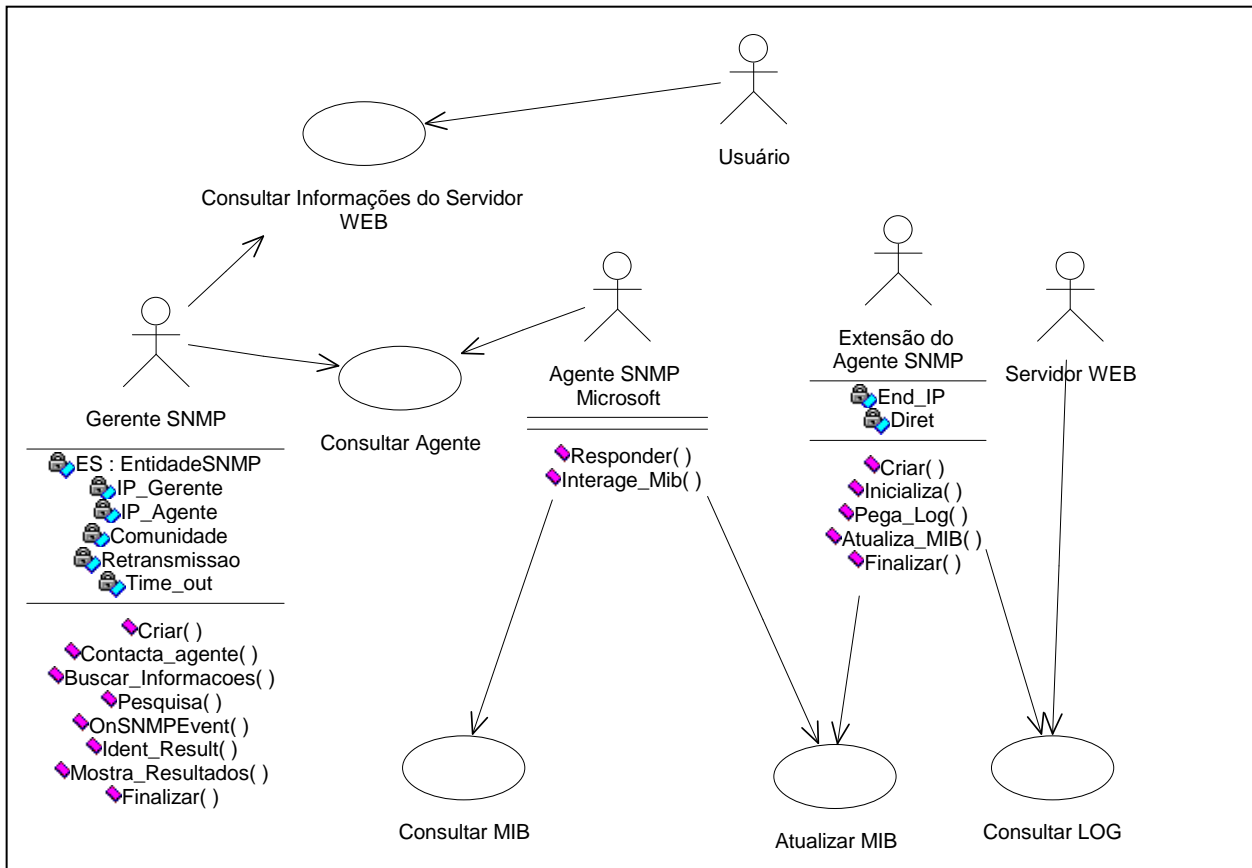 Usuário
Consultar Informações do Servidor
WEB
Gerente SNMP
ES : EntidadeSNMP
IP_Gerente
IP_Agente
Comunidade
Retransmissao
Time_out
Criar( )
Contacta_agente( )
Buscar_Informacoes( )
Pesquisa( )
OnSNMPEvent( )
Ident_Result( )
Mostra_Resultados( )
Finalizar( )
Consultar Agente
Agente SNMP
Microsoft
Responder( )
Interage_Mib( )
Extensão do
Agente SNMP
End_IP
Diret
Criar( )
Inicializa( )
Pega_Log( )
Atualiza_MIB( )
Finalizar( )
Servidor WEB
Consultar MIB
Atualizar MIB
Consultar LOG